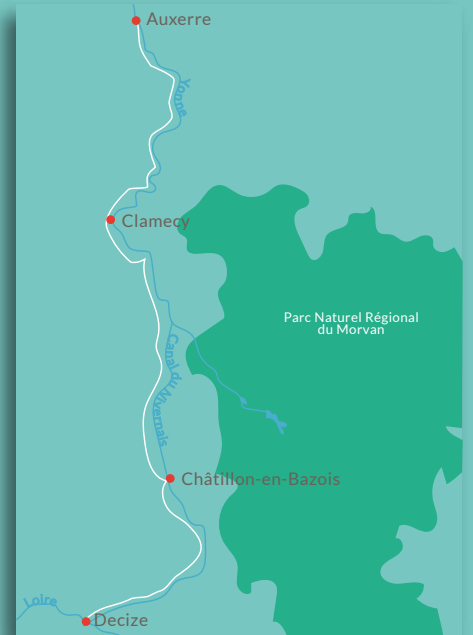 Auxerre
Yonne
Clamecy
Parc Naturel Régional
du Morvan
Canal du Nivernais
Châtillon-en-Bazois
Loire
Decize